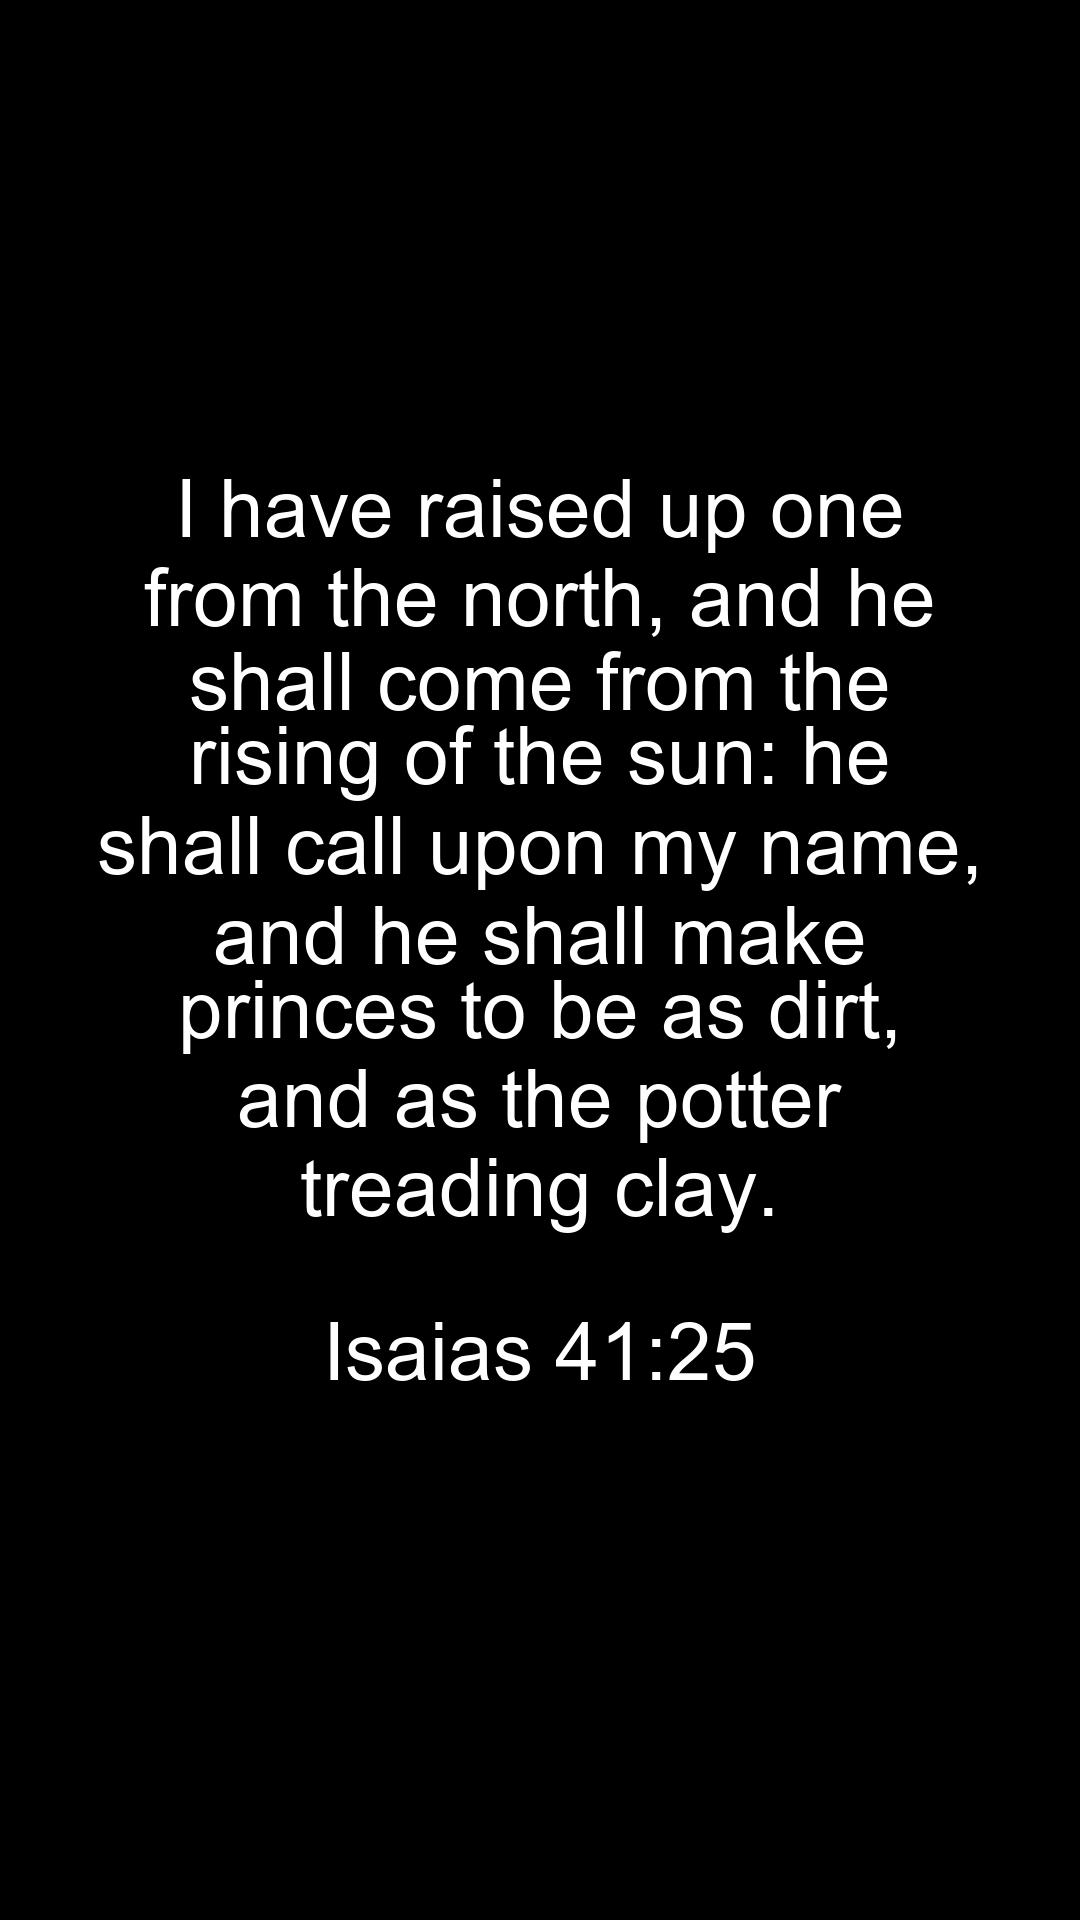 I have raised up one
from the north, and he
shall come from the
rising of the sun: he
shall call upon my name,
and he shall make
princes to be as dirt,
and as the potter
treading clay.
Isaias 41:25